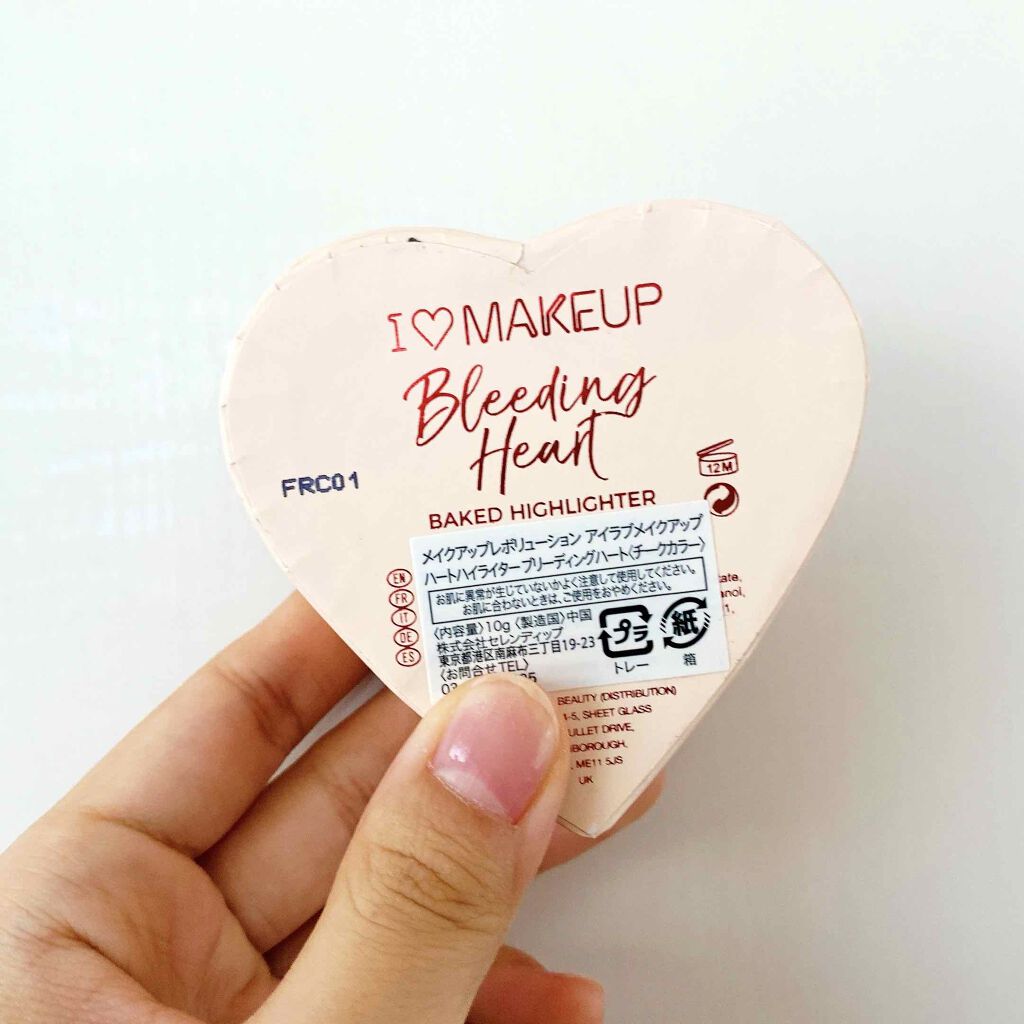 I♡MAKEUP
Bleeding
Heart
BAKED HIGHLIGHTER
FRC01
12M
メイクアップレボリューション アイラブメイクアップ
ハートハイライター ブリーディングハート〈チークカラー〉
お肌に異常が生じていないかよく注意して使用してください。
お肌に合わないときは、ご使用をおやめください。
〈内容量〉10g 〈製造国〉中国
株式会社セレンディップ
東京都港区南麻布三丁目19-23
〈お問合せTEL〉
プラ
トレー
紙
箱
EN
FR
IT
DE
ES
BEAUTY (DISTRIBUTION)
4-5, SHEET GLASS
DRIVE,
ME11 5JS
UK